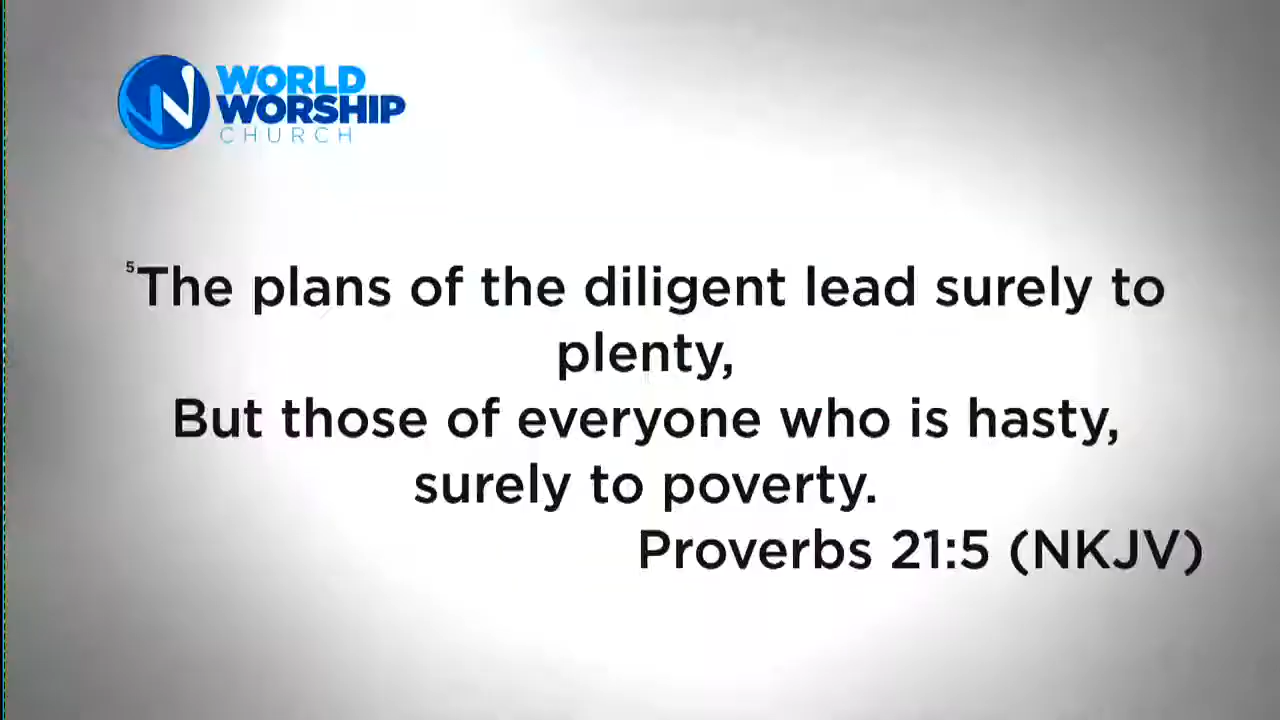 WORLD
WORSHIP
CHURCH
5The plans of the diligent lead surely to
plenty,
But those of everyone who is hasty,
surely to poverty.
Proverbs 21:5 (NKJV)